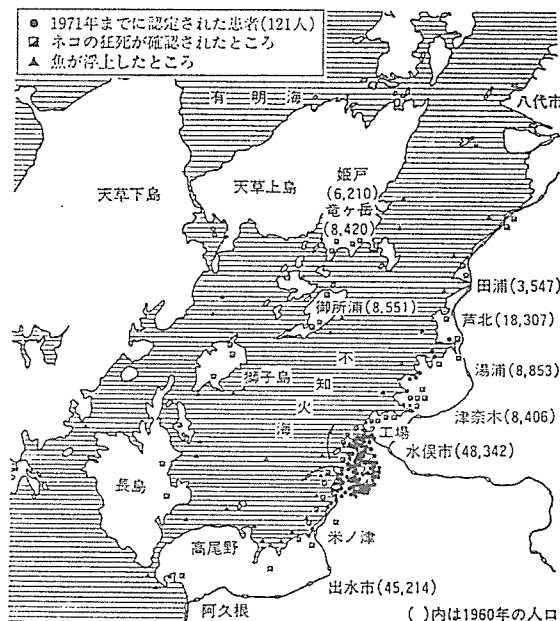 ● 1971年までに認定された患者(121人)
◪ ネコの狂死が確認されたところ
▲ 魚が浮上したところ
有明海
八代市
天草下島
天草上島
姫戸
(6,210)
竜ヶ岳
(8,420)
田浦(3,547)
御所浦(8,551)
芦北(18,307)
獅子島
不知火海
湯浦(8,853)
津奈木(8,406)
工場
水俣市(48,342)
長島
米ノ津
高尾野
出水市(45,214)
阿久根
( )内は1960年の人口